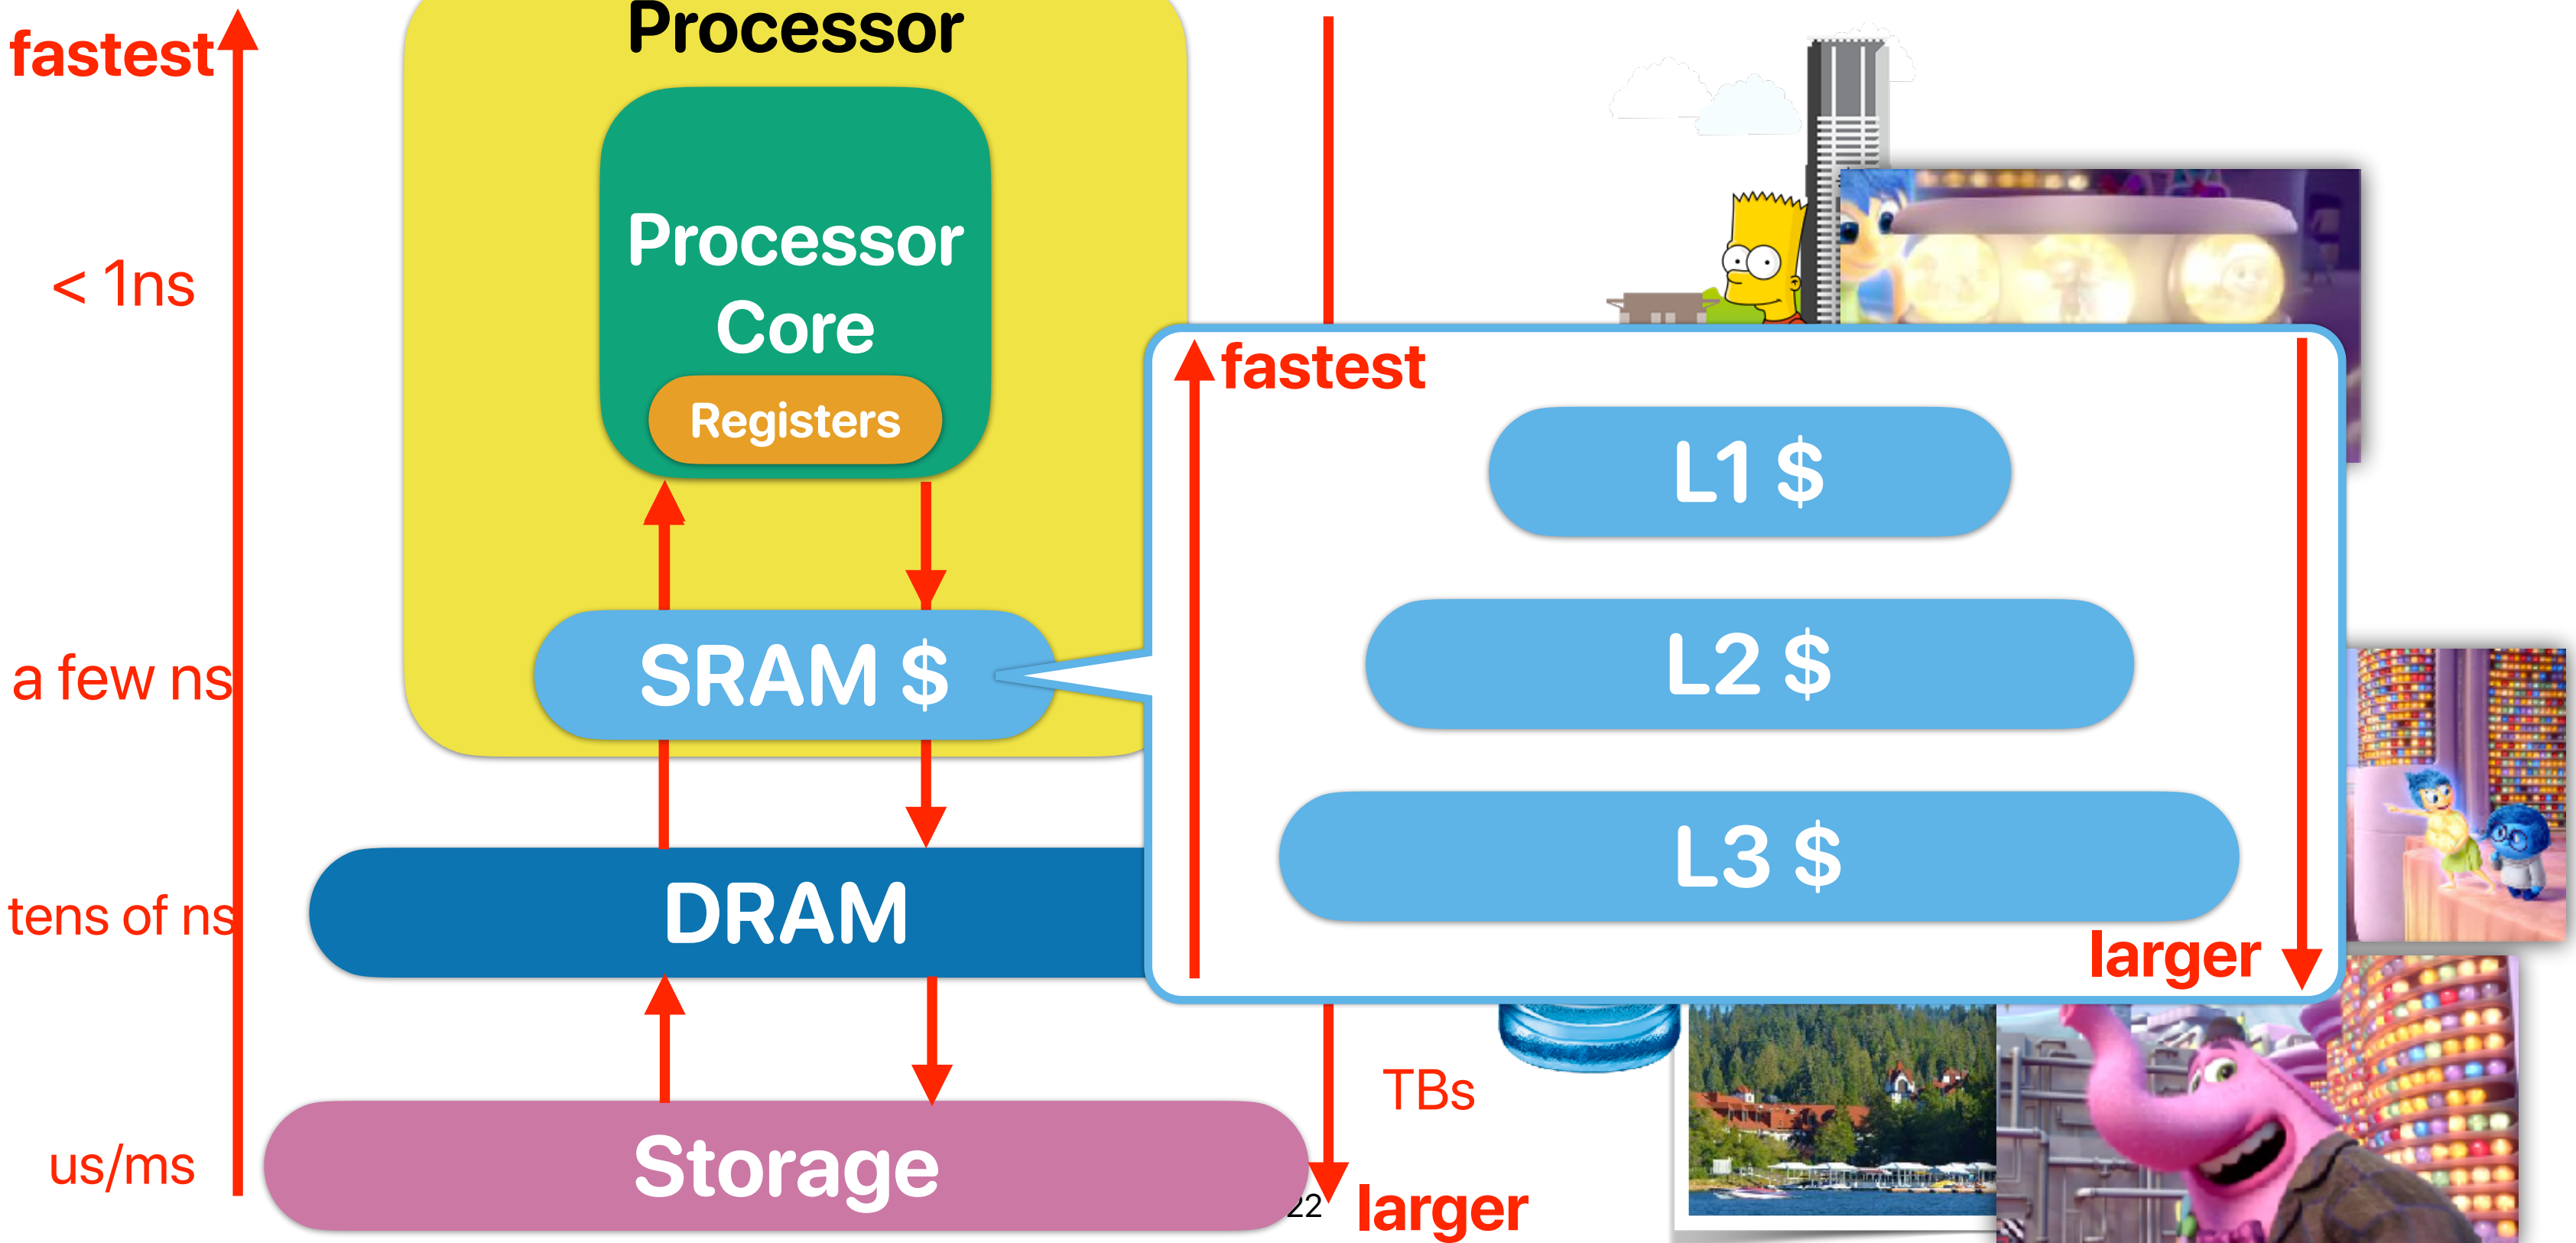 Processor
fastest
< 1ns
Processor
Core
Registers
a few ns
SRAM $
tens of ns
DRAM
us/ms
Storage
fastest
L1 $
L2 $
L3 $
larger
TBs
larger
22